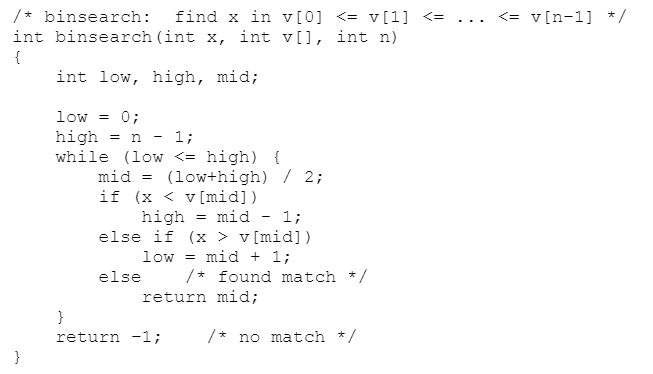 /* binsearch:  find x in v[0] <= v[1] <= ... <= v[n-1] */
int binsearch(int x, int v[], int n)
{
    int low, high, mid;

    low = 0;
    high = n - 1;
    while (low <= high) {
        mid = (low+high) / 2;
        if (x < v[mid])
            high = mid - 1;
        else if (x > v[mid])
            low = mid + 1;
        else    /* found match */
            return mid;
    }
    return -1;    /* no match */
}